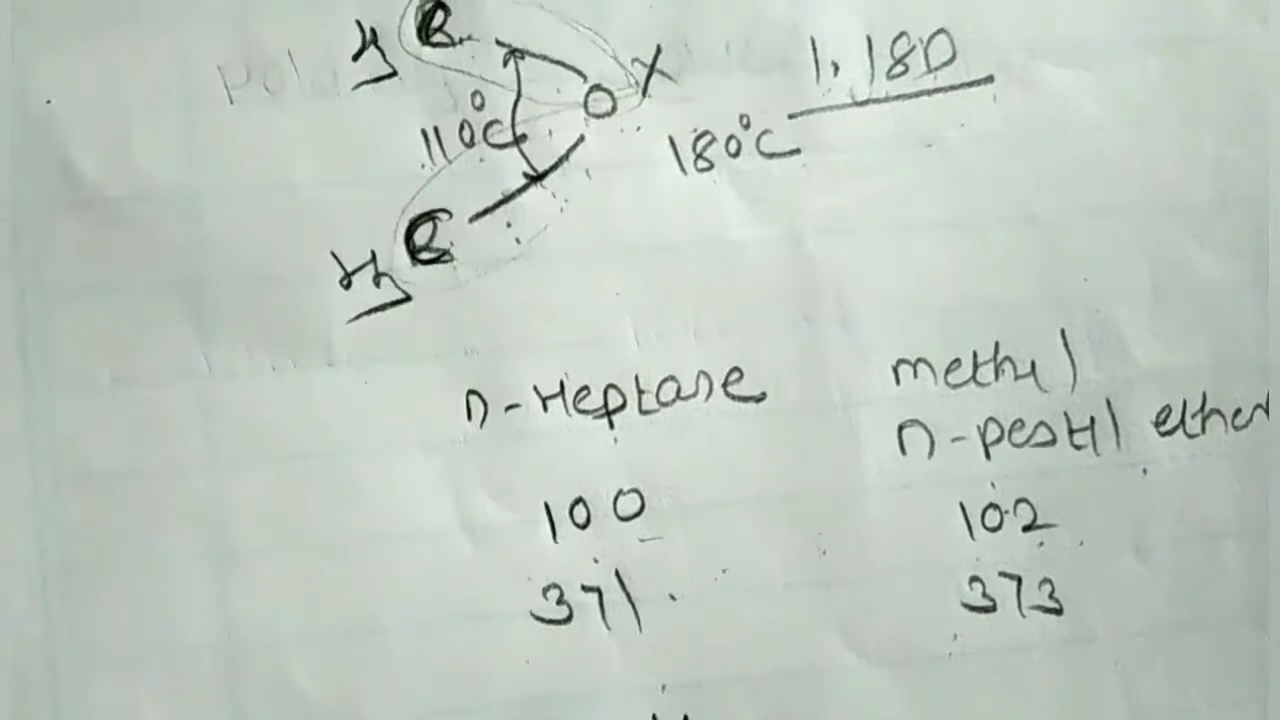 H R
O X
1.18D
110°C
180°C
H R
n-Heptane
methyl
n-pentyl ether
100
102
371
373